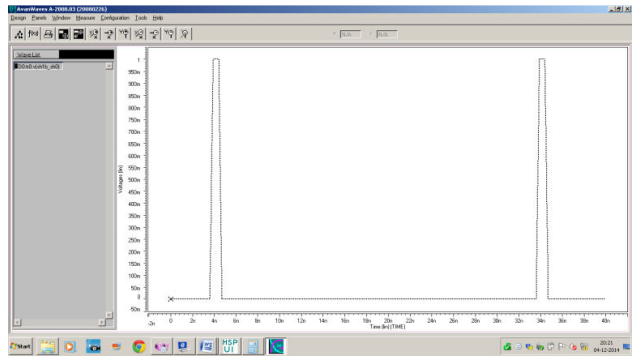 AvanWaves A-2008.03 (20080226)
Design Panels Window Measure Configuration Tools Help
Wave List
Voltages (lin)
1
950m
900m
850m
800m
750m
700m
650m
600m
550m
500m
450m
400m
350m
300m
250m
200m
150m
100m
50m
0
-50m
-2n 0 2n 4n 6n 8n 10n 12n 14n 16n 18n 20n 22n 24n 26n 28n 30n 32n 34n 36n 38n 40n
Time (lin) (TIME)
Start
HSP UI
20:21
04-12-2014